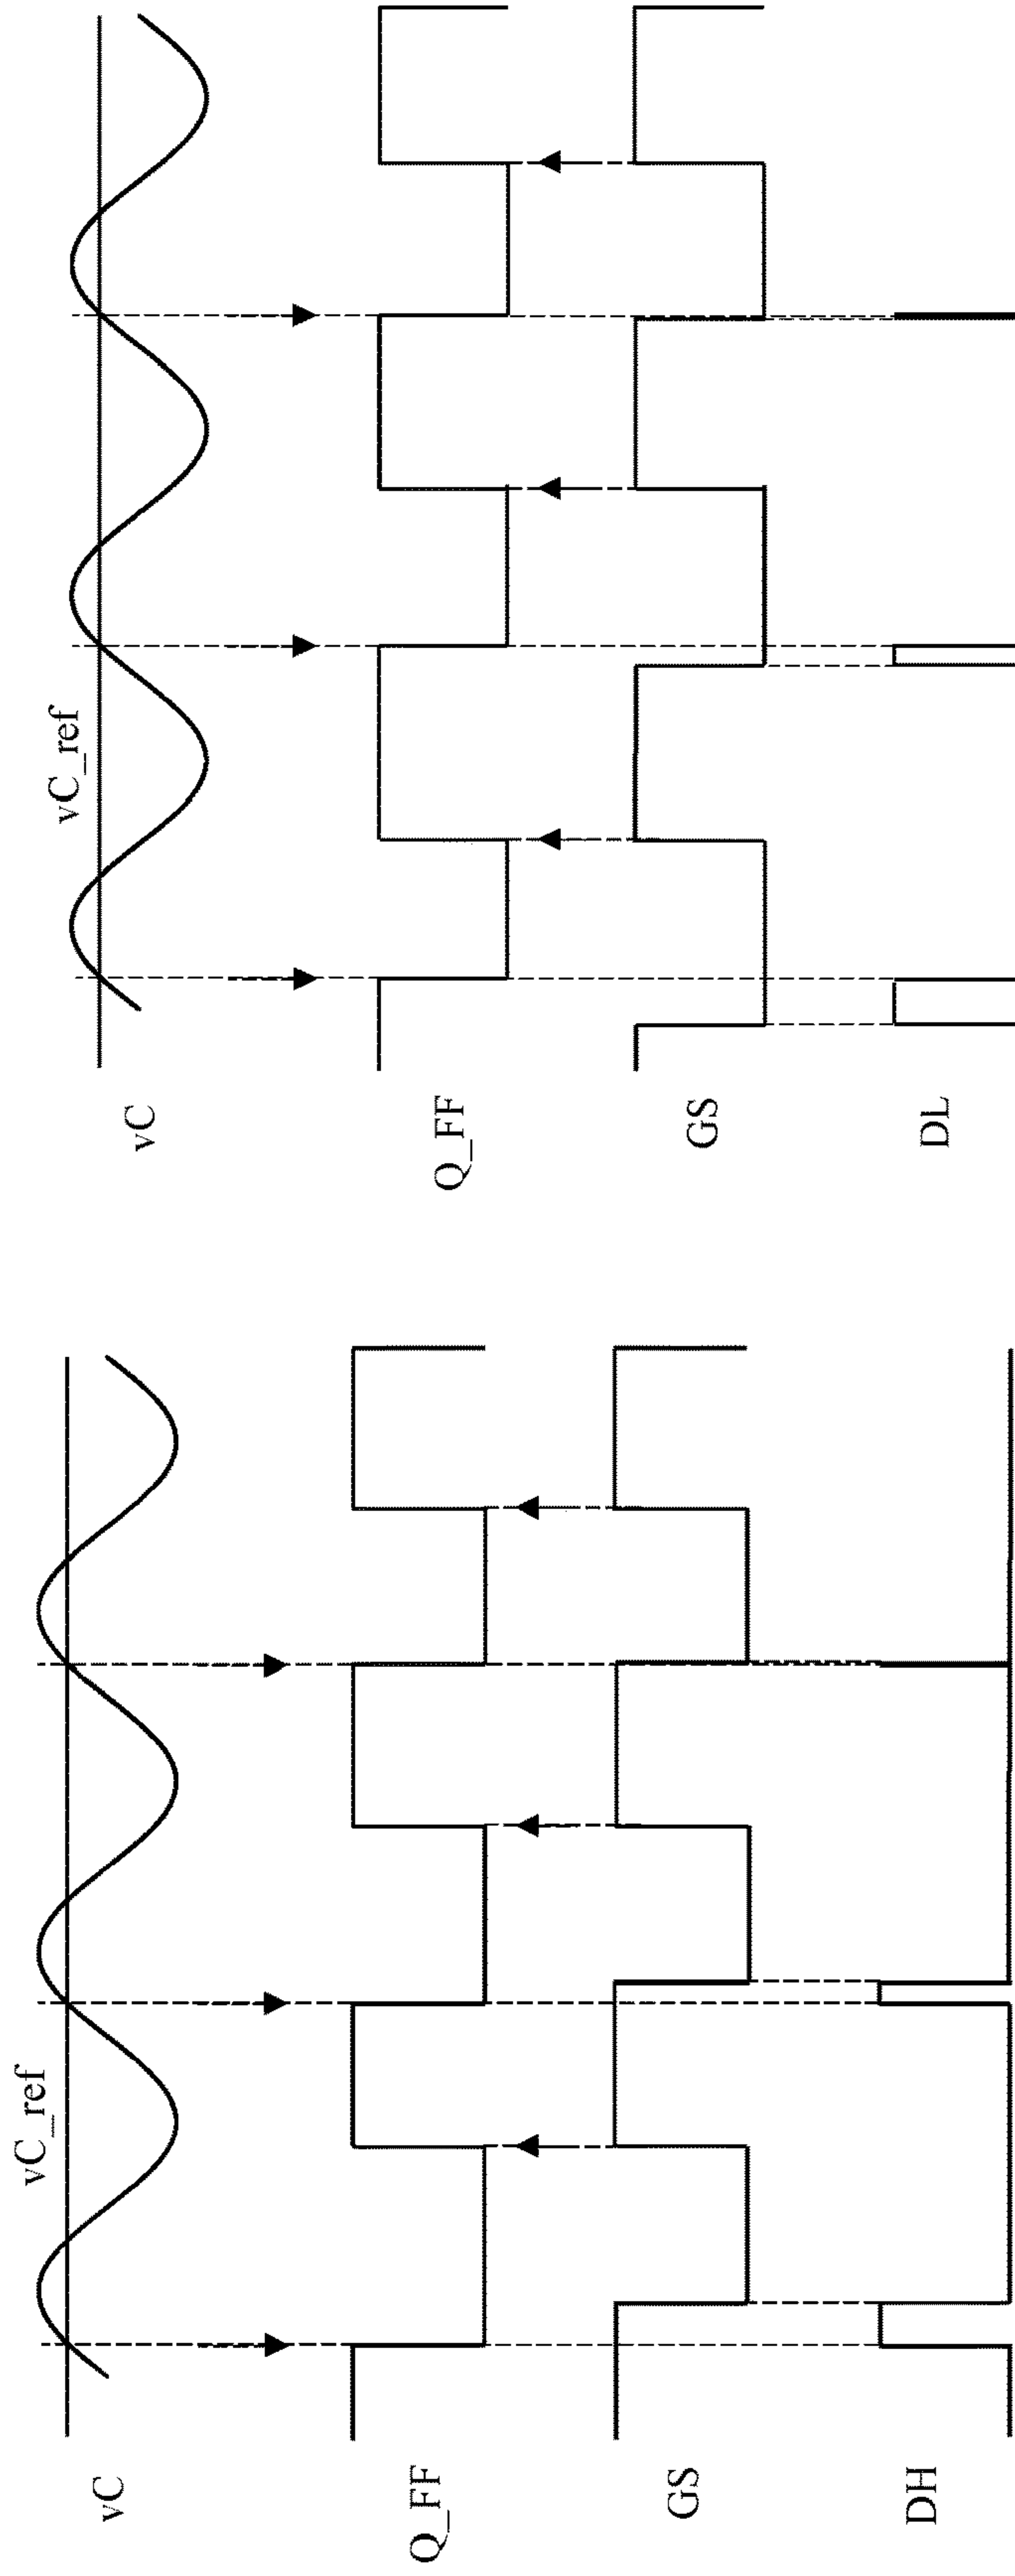 vC_ref
vC
Q_FF
GS
DH
vC_ref
vC
Q_FF
GS
DL